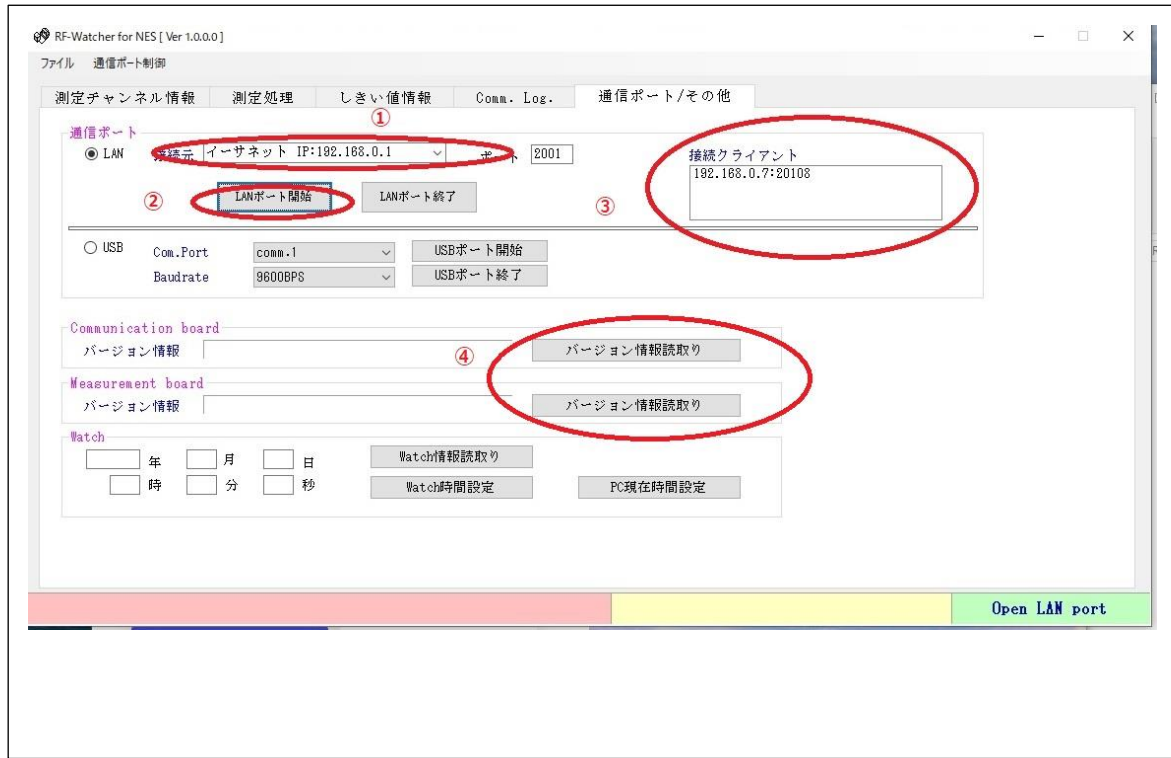 RF-Watcher for NES [ Ver 1.0.0.0 ]
ファイル 通信ポート制御
測定チャンネル情報 測定処理 しきい値情報 Comm. Log. 通信ポート/その他
①
通信ポート
LAN 接続元 イーサネット IP:192.168.0.1 ポート 2001
接続クライアント
192.168.0.7:20108
② LANポート開始 LANポート終了
③
USB Com.Port comm.1 USBポート開始
Baudrate 9600BPS USBポート終了
Communication board
バージョン情報 バージョン情報読取り
④
Measurement board
バージョン情報 バージョン情報読取り
Watch
年 月 日 Watch情報読取り
時 分 秒 Watch時間設定 PC現在時間設定
Open LAN port